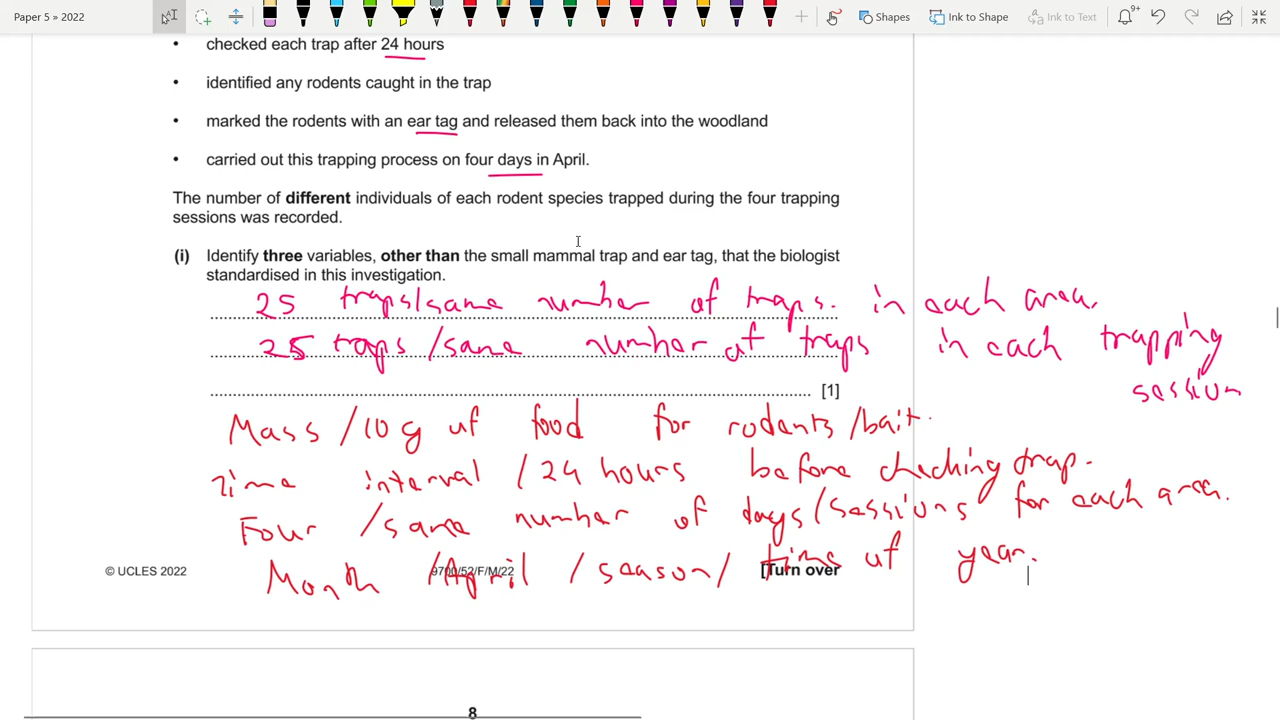 Paper 5 » 2022
Shapes
Ink to Shape
Ink to Text
9+
• checked each trap after 24 hours
• identified any rodents caught in the trap
• marked the rodents with an ear tag and released them back into the woodland
• carried out this trapping process on four days in April.
The number of different individuals of each rodent species trapped during the four trapping
sessions was recorded.
(i) Identify three variables, other than the small mammal trap and ear tag, that the biologist
standardised in this investigation.
25 traps/same number of traps. in each area.
25 traps /same number of traps in each trapping
session
[1]
Mass /10g of food for rodents /bait.
Time interval /24 hours before checking trap.
Four /same number of days/sessions for each area.
Month /April /season/ time of year.
© UCLES 2022
9700/52/F/M/22
[Turn over
8